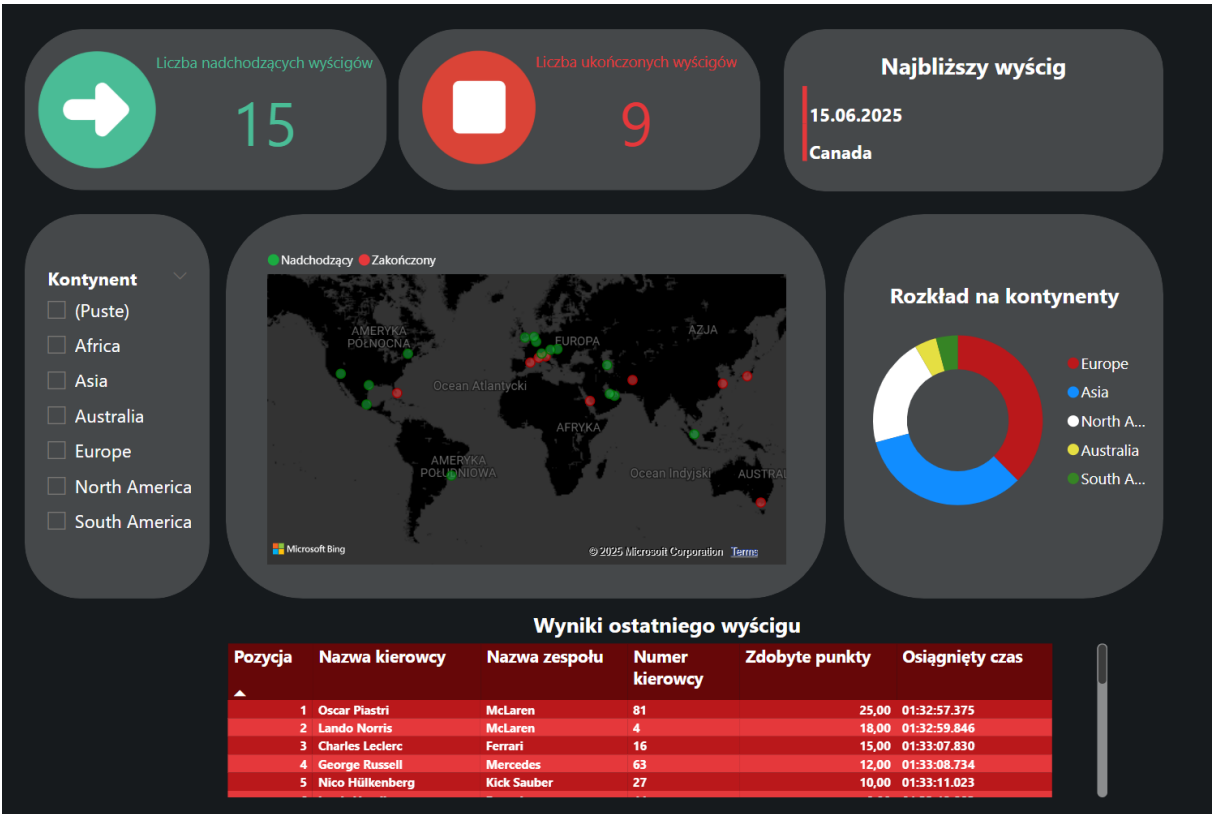 Liczba nadchodzących wyścigów
15
Liczba ukończonych wyścigów
9
Najbliższy wyścig
15.06.2025
Canada
Kontynent
(Puste)
Africa
Asia
Australia
Europe
North America
South America
Nadchodzący Zakończony
AMERYKA
PÓŁNOCNA
EUROPA
AZJA
Ocean Atlantycki
AFRYKA
AMERYKA
POŁUDNIOWA
Ocean Indyjski
AUSTRAL
Microsoft Bing
© 2025 Microsoft Corporation Terms
Rozkład na kontynenty
Europe
Asia
North A...
Australia
South A...
Wyniki ostatniego wyścigu
Pozycja Nazwa kierowcy Nazwa zespołu Numer kierowcy Zdobyte punkty Osiągnięty czas
1 Oscar Piastri McLaren 81 25,00 01:32:57.375
2 Lando Norris McLaren 4 18,00 01:32:59.846
3 Charles Leclerc Ferrari 16 15,00 01:33:07.830
4 George Russell Mercedes 63 12,00 01:33:08.734
5 Nico Hülkenberg Kick Sauber 27 10,00 01:33:11.023